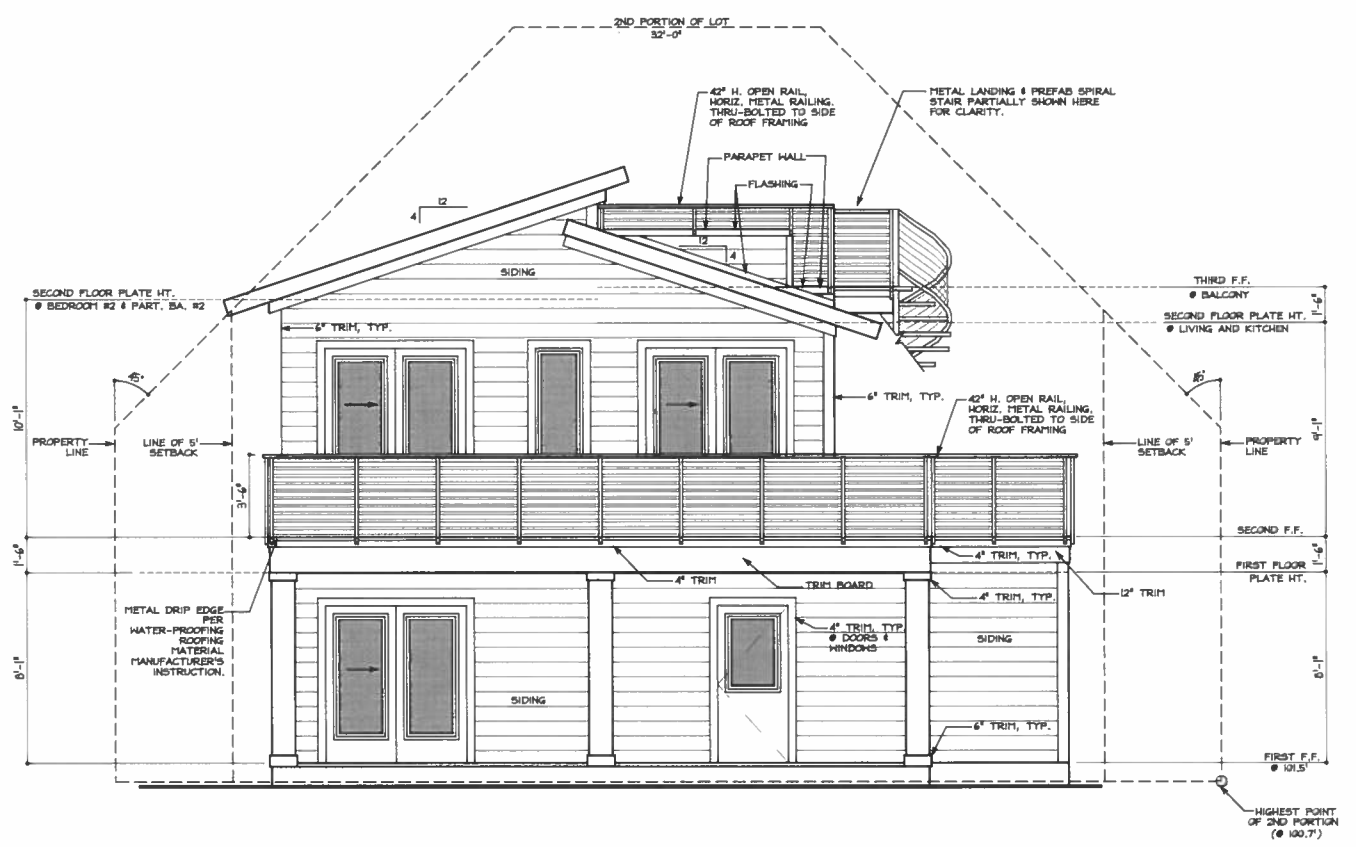 2ND PORTION OF LOT
32'-0"
42" H. OPEN RAIL,
HORIZ. METAL RAILING.
THRU-BOLTED TO SIDE
OF ROOF FRAMING
METAL LANDING & PREFAB SPIRAL
STAIR PARTIALLY SHOWN HERE
FOR CLARITY.
PARAPET WALL
FLASHING
12
4
12
4
SIDING
SECOND FLOOR PLATE HT.
@ BEDROOM #2 & PART. BA. #2
THIRD F.F.
@ BALCONY
1'-6"
SECOND FLOOR PLATE HT.
@ LIVING AND KITCHEN
6" TRIM, TYP.
45°
10'-1"
6" TRIM, TYP.
42" H. OPEN RAIL,
HORIZ. METAL RAILING.
THRU-BOLTED TO SIDE
OF ROOF FRAMING
9'-1"
PROPERTY
LINE
LINE OF 5'
SETBACK
LINE OF 5'
SETBACK
PROPERTY
LINE
3'-6"
SECOND F.F.
1'-6"
4" TRIM, TYP.
1'-6"
FIRST FLOOR
PLATE HT.
4" TRIM
TRIM BOARD
4" TRIM, TYP.
12" TRIM
METAL DRIP EDGE
PER
WATER-PROOFING
ROOFING
MATERIAL
MANUFACTURER'S
INSTRUCTION.
4" TRIM, TYP.
@ DOORS &
WINDOWS
SIDING
8'-1"
8'-1"
SIDING
6" TRIM, TYP.
FIRST F.F.
@ 101.5'
HIGHEST POINT
OF 2ND PORTION
(@ 100.7')